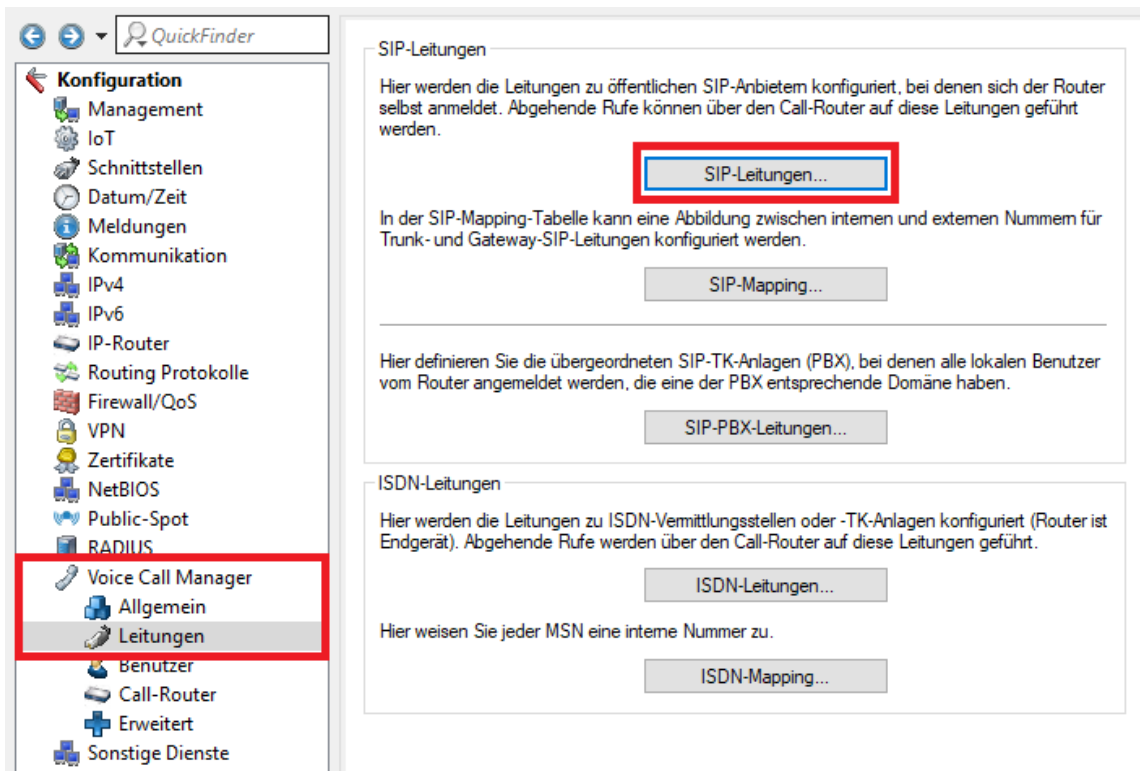 QuickFinder
Konfiguration
Management
IoT
Schnittstellen
Datum/Zeit
Meldungen
Kommunikation
IPv4
IPv6
IP-Router
Routing Protokolle
Firewall/QoS
VPN
Zertifikate
NetBIOS
Public-Spot
RADIUS
Voice Call Manager
Allgemein
Leitungen
Benutzer
Call-Router
Erweitert
Sonstige Dienste
SIP-Leitungen
Hier werden die Leitungen zu öffentlichen SIP-Anbietern konfiguriert, bei denen sich der Router
selbst anmeldet. Abgehende Rufe können über den Call-Router auf diese Leitungen geführt
werden.
SIP-Leitungen...
In der SIP-Mapping-Tabelle kann eine Abbildung zwischen internen und externen Nummern für
Trunk- und Gateway-SIP-Leitungen konfiguriert werden.
SIP-Mapping...
Hier definieren Sie die übergeordneten SIP-TK-Anlagen (PBX), bei denen alle lokalen Benutzer
vom Router angemeldet werden, die eine der PBX entsprechende Domäne haben.
SIP-PBX-Leitungen...
ISDN-Leitungen
Hier werden die Leitungen zu ISDN-Vermittlungsstellen oder -TK-Anlagen konfiguriert (Router ist
Endgerät). Abgehende Rufe werden über den Call-Router auf diese Leitungen geführt.
ISDN-Leitungen...
Hier weisen Sie jeder MSN eine interne Nummer zu.
ISDN-Mapping...